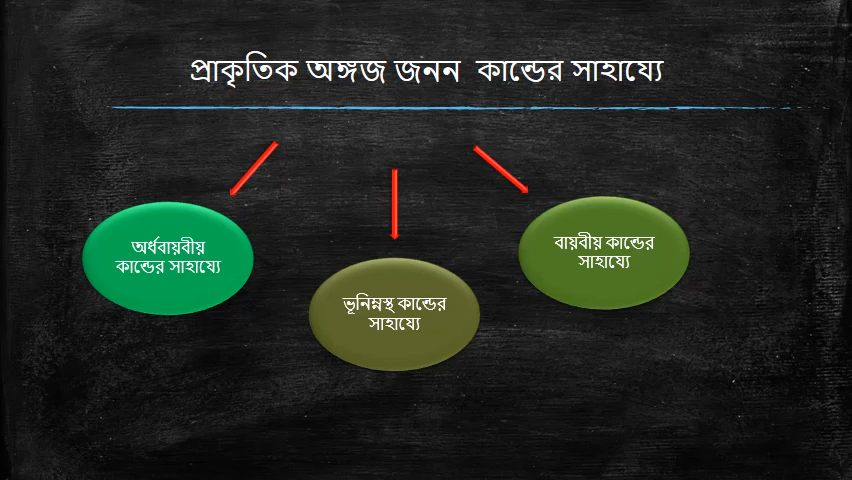 প্রাকৃতিক অঙ্গজ জনন কান্ডের সাহায্যে
অর্ধবায়বীয়
কান্ডের সাহায্যে
ভূনিম্নস্থ কান্ডের
সাহায্যে
বায়বীয় কান্ডের
সাহায্যে